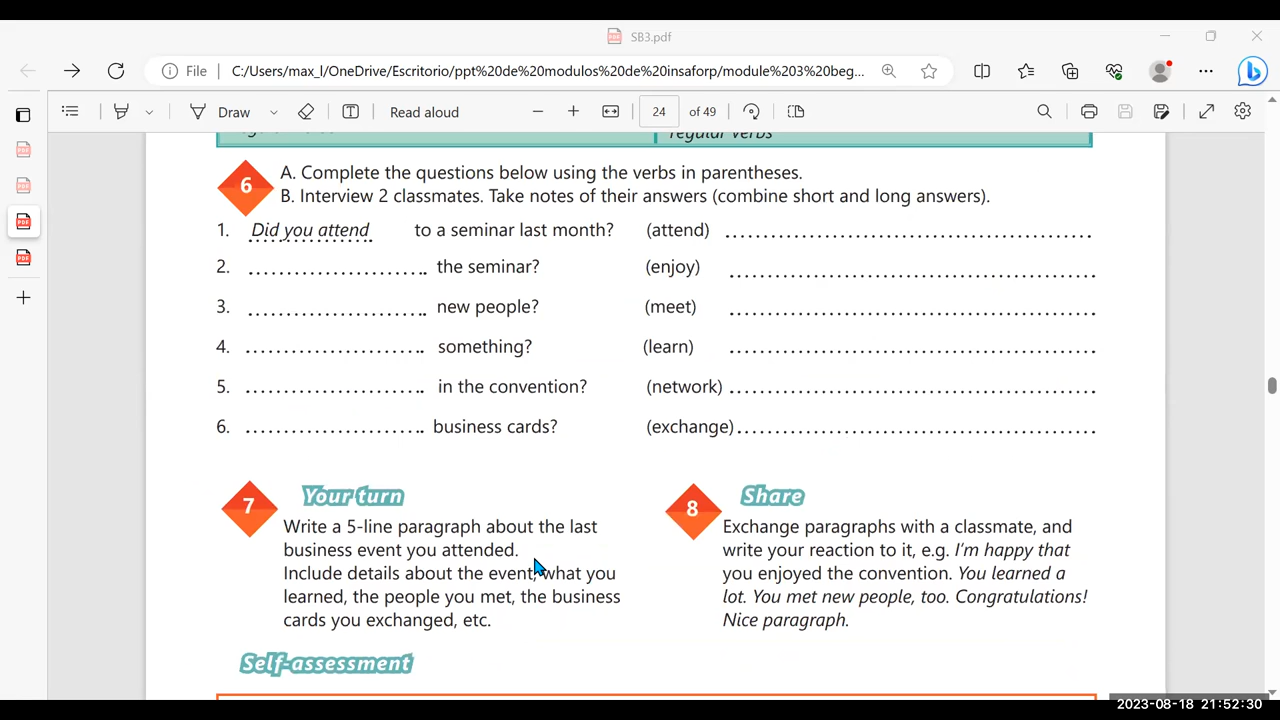 SB3.pdf
File C:/Users/max_l/OneDrive/Escritorio/ppt%20de%20modulos%20de%20insaforp/module%203%20beg...
Draw Read aloud 24 of 49
regular verbs
6 A. Complete the questions below using the verbs in parentheses.
B. Interview 2 classmates. Take notes of their answers (combine short and long answers).
1. Did you attend to a seminar last month? (attend) ........................................
2. ........................ the seminar? (enjoy) ........................................
3. ........................ new people? (meet) ........................................
4. ........................ something? (learn) ........................................
5. ........................ in the convention? (network) ........................................
6. ........................ business cards? (exchange) ........................................
7 Your turn
Write a 5-line paragraph about the last
business event you attended.
Include details about the event, what you
learned, the people you met, the business
cards you exchanged, etc.
8 Share
Exchange paragraphs with a classmate, and
write your reaction to it, e.g. I'm happy that
you enjoyed the convention. You learned a
lot. You met new people, too. Congratulations!
Nice paragraph.
Self-assessment
2023-08-18 21:52:30